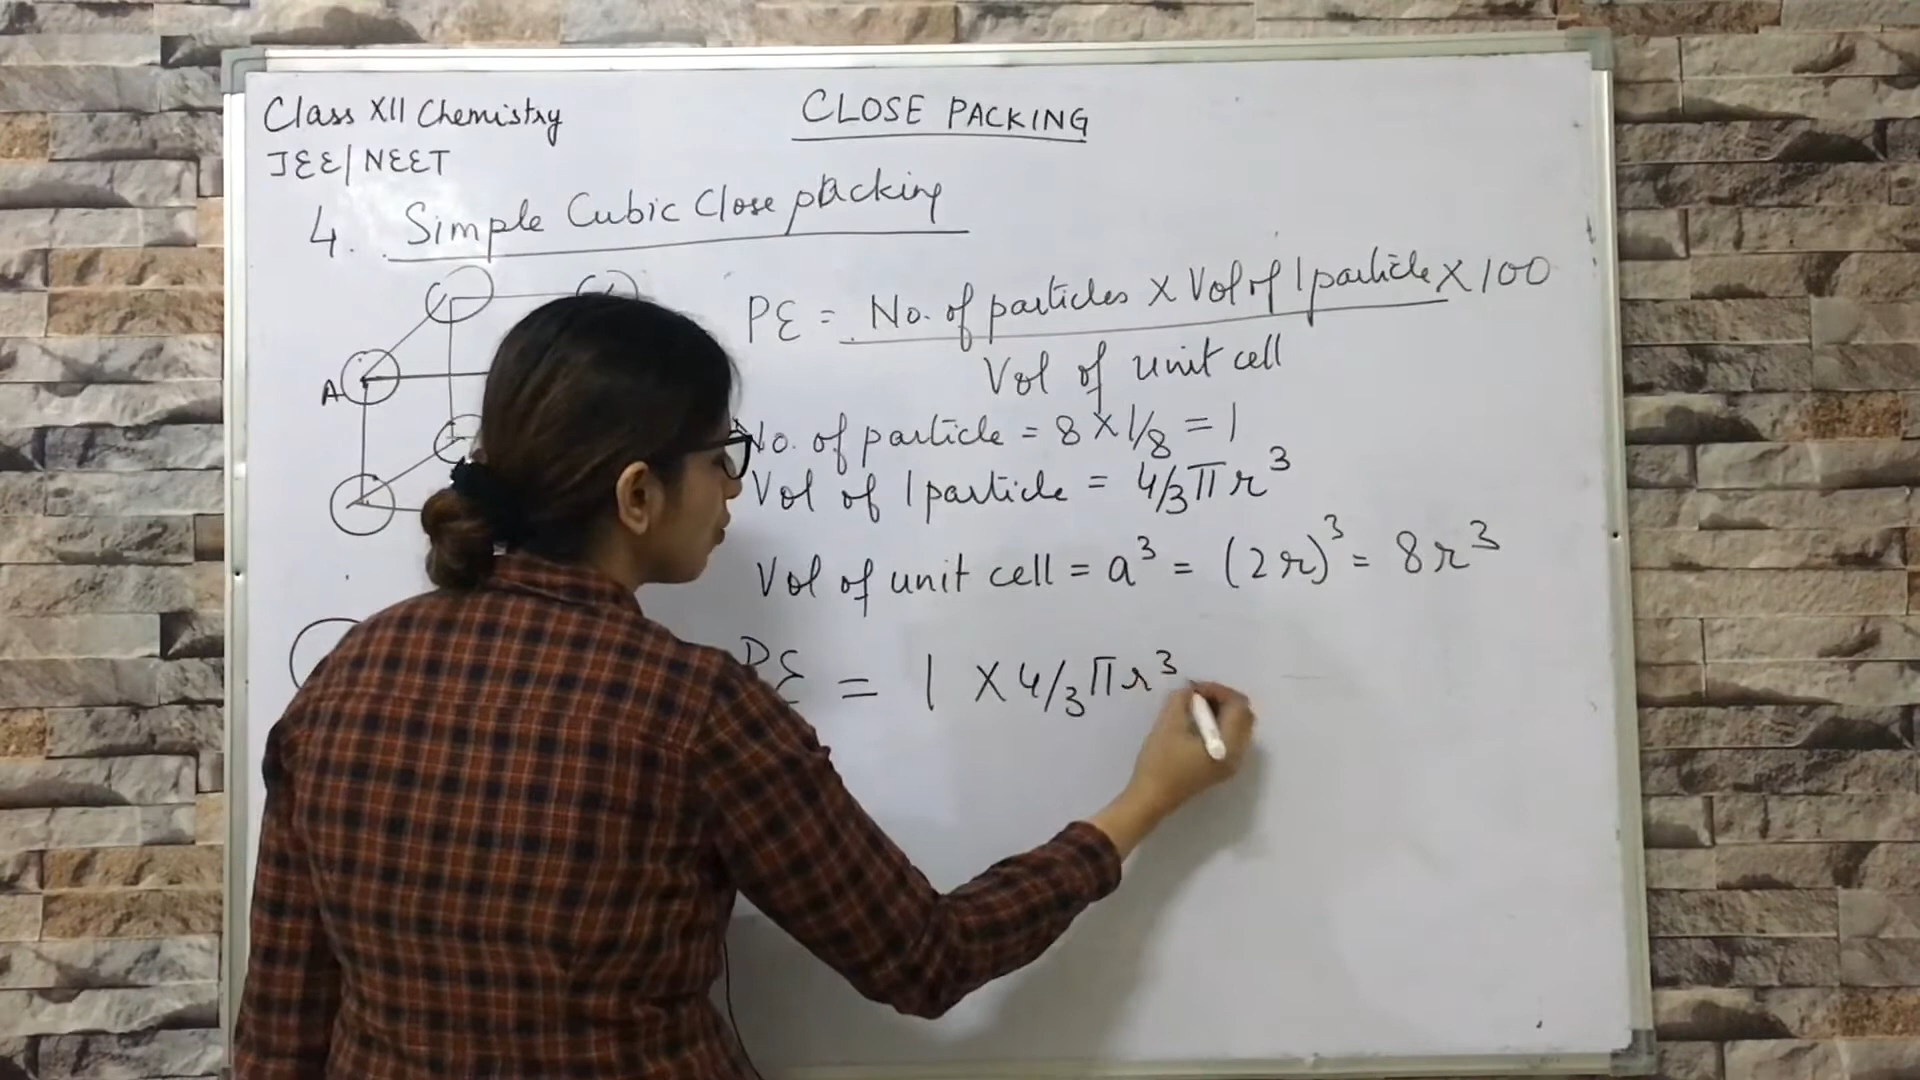 Class XII Chemistry
JEE/NEET
CLOSE PACKING
4. Simple Cubic Close packing
A
PE = No. of particles X Vol of 1 particle X 100
Vol of unit cell
No. of particle = 8 X 1/8 = 1
Vol of 1 particle = 4/3 π r³
Vol of unit cell = a³ = (2r)³ = 8r³
PE = 1 X 4/3 π r³